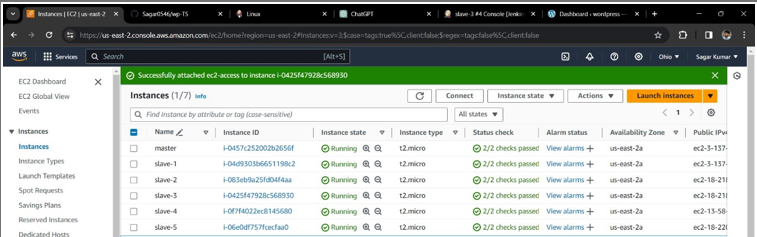 Instances | EC2 | us-east-2
Sagar0546/wp-TS
Linux
ChatGPT
slave-3 #4 Console [Jenkin
Dashboard ‹ wordpress —
https://us-east-2.console.aws.amazon.com/ec2/home?region=us-east-2#Instances:v=3;$case=tags:true%5C,client:false;$regex=tags:false%5C,client:false
aws
Services
Search
[Alt+S]
Ohio
Sagar Kumar
EC2 Dashboard
EC2 Global View
Events
Instances
Instances
Instance Types
Launch Templates
Spot Requests
Savings Plans
Reserved Instances
Dedicated Hosts
Successfully attached ec2-access to instance i-0425f47928c568930
Instances (1/7) Info
Connect
Instance state
Actions
Launch instances
Find Instance by attribute or tag (case-sensitive)
All states
1
Name Instance ID Instance state Instance type Status check Alarm status Availability Zone Public IPv
master i-0457c252002b2656f Running t2.micro 2/2 checks passed View alarms + us-east-2a ec2-3-137-
slave-1 i-04d9303b6651198c2 Running t2.micro 2/2 checks passed View alarms + us-east-2a ec2-3-137-
slave-2 i-083eb9a25fd04f4aa Running t2.micro 2/2 checks passed View alarms + us-east-2a ec2-18-218
slave-3 i-0425f47928c568930 Running t2.micro 2/2 checks passed View alarms + us-east-2a ec2-18-218
slave-4 i-0f7f4022ec8145680 Running t2.micro 2/2 checks passed View alarms + us-east-2a ec2-13-58-
slave-5 i-06e0df757fcecfaa0 Running t2.micro 2/2 checks passed View alarms + us-east-2a ec2-18-220